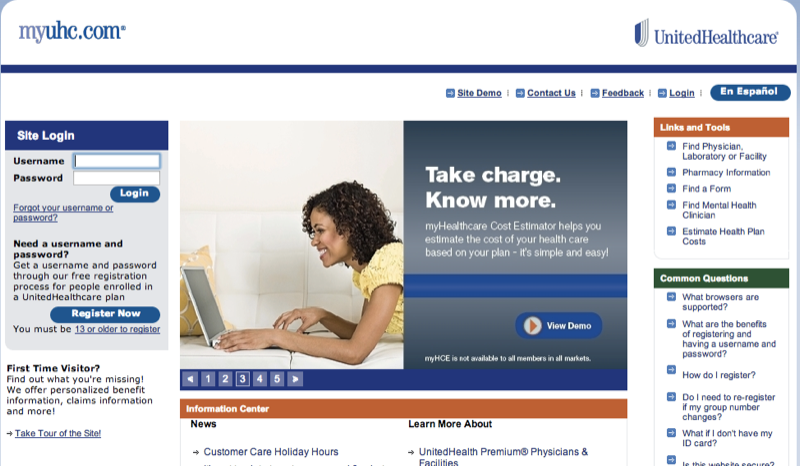 myuhc.com®
UnitedHealthcare®
Site Demo
Contact Us
Feedback
Login
En Español
Site Login
Username
Password
Login
Forgot your username or
password?
Need a username and
password?
Get a username and password
through our free registration
process for people enrolled in
a UnitedHealthcare plan
Register Now
You must be 13 or older to register
First Time Visitor?
Find out what you're missing!
We offer personalized benefit
information, claims information
and more!
Take Tour of the Site!
Take charge.
Know more.
myHealthcare Cost Estimator helps you
estimate the cost of your health care
based on your plan - it's simple and easy!
View Demo
myHCE is not available to all members in all markets.
1 2 3 4 5
Information Center
News
Customer Care Holiday Hours
Learn More About
UnitedHealth Premium® Physicians &
Facilities
Links and Tools
Find Physician,
Laboratory or Facility
Pharmacy Information
Find a Form
Find Mental Health
Clinician
Estimate Health Plan
Costs
Common Questions
What browsers are
supported?
What are the benefits
of registering and
having a username and
password?
How do I register?
Do I need to re-register
if my group number
changes?
What if I don't have my
ID card?
Is this website secure?